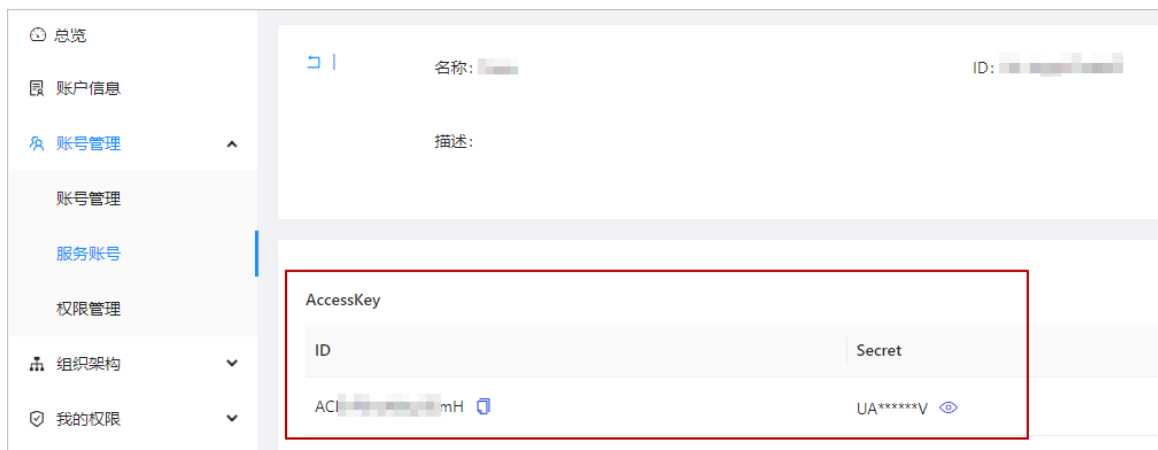 总览
账户信息
账号管理
账号管理
服务账号
权限管理
组织架构
我的权限
名称:
ID:
描述:
AccessKey
ID Secret
ACI mH UA******V